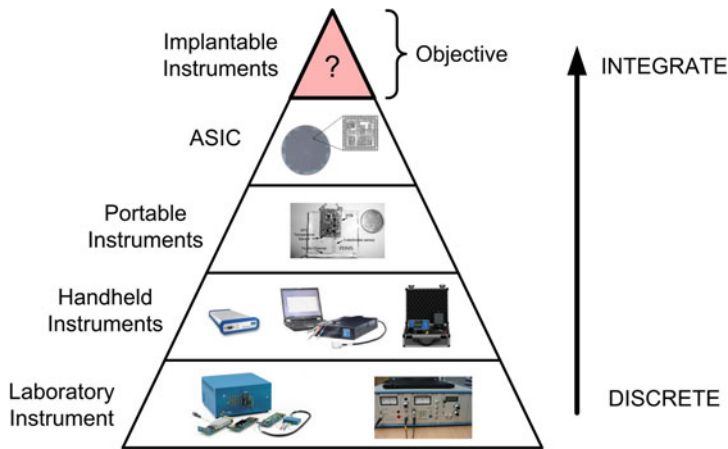 Implantable
Instruments
?
Objective
INTEGRATE
ASIC
Portable
Instruments
Handheld
Instruments
Laboratory
Instrument
DISCRETE